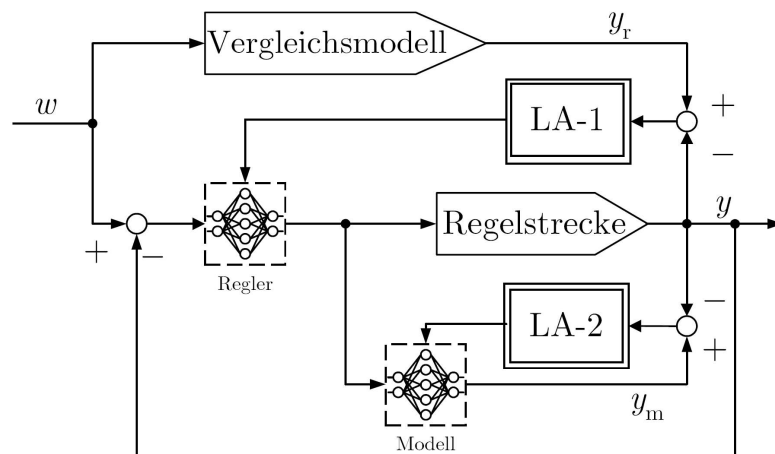 Vergleichsmodell
y_r
w
LA-1
+
−
Regelstrecke
y
+
−
Regler
LA-2
−
+
y_m
Modell